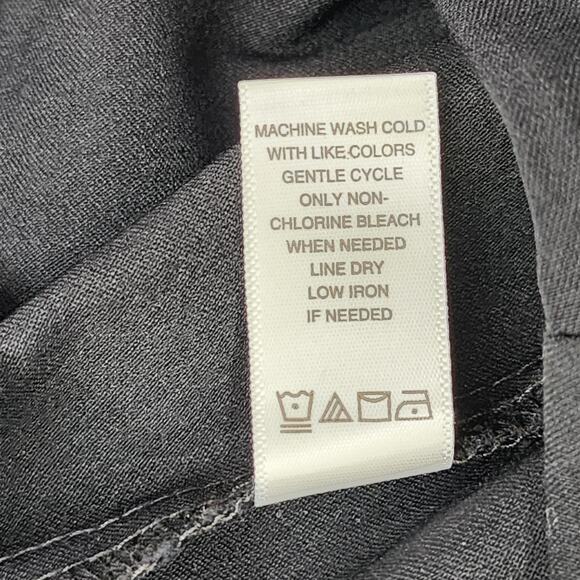 MACHINE WASH COLD
WITH LIKE COLORS
GENTLE CYCLE
ONLY NON-
CHLORINE BLEACH
WHEN NEEDED
LINE DRY
LOW IRON
IF NEEDED